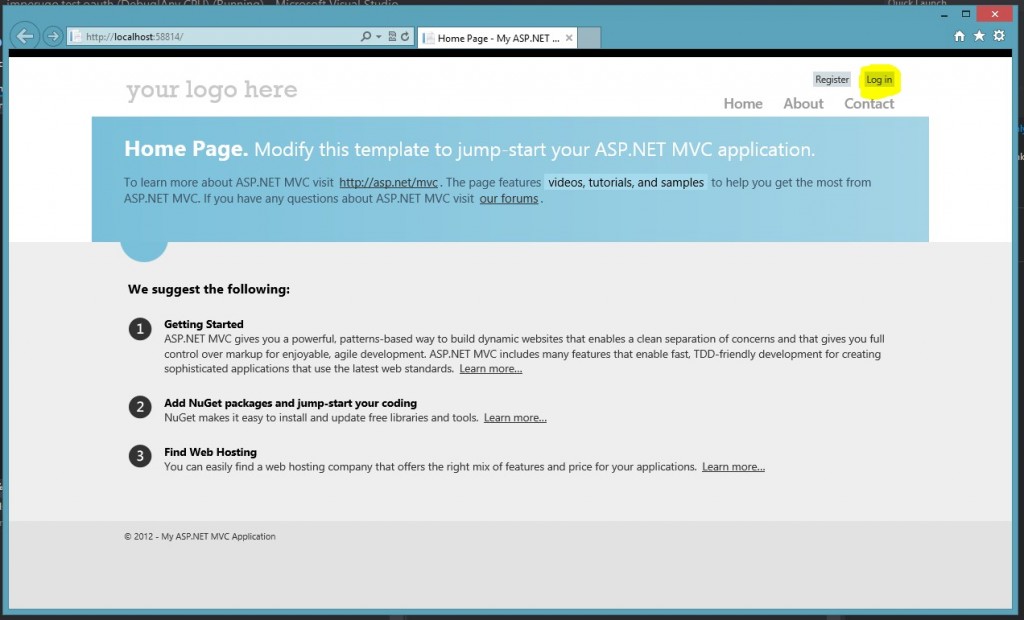 imperugo.test.oauth (Debug|Any CPU) (Running) - Microsoft Visual Studio
Quick Launch
http://localhost:58814/
Home Page - My ASP.NET ...
your logo here
Register Log in
Home About Contact
Home Page. Modify this template to jump-start your ASP.NET MVC application.
To learn more about ASP.NET MVC visit http://asp.net/mvc. The page features videos, tutorials, and samples to help you get the most from
ASP.NET MVC. If you have any questions about ASP.NET MVC visit our forums.
We suggest the following:
1 Getting Started
ASP.NET MVC gives you a powerful, patterns-based way to build dynamic websites that enables a clean separation of concerns and that gives you full
control over markup for enjoyable, agile development. ASP.NET MVC includes many features that enable fast, TDD-friendly development for creating
sophisticated applications that use the latest web standards. Learn more...
2 Add NuGet packages and jump-start your coding
NuGet makes it easy to install and update free libraries and tools. Learn more...
3 Find Web Hosting
You can easily find a web hosting company that offers the right mix of features and price for your applications. Learn more...
© 2012 - My ASP.NET MVC Application